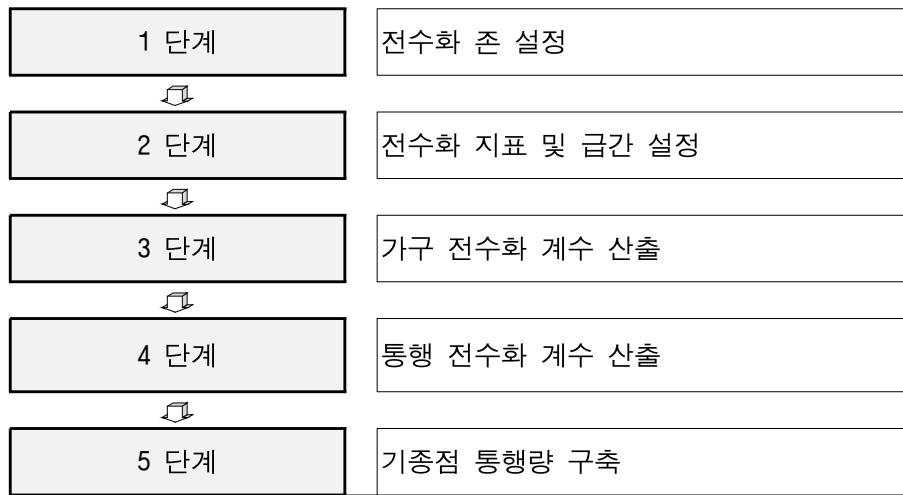 1 단계
전수화 존 설정
2 단계
전수화 지표 및 급간 설정
3 단계
가구 전수화 계수 산출
4 단계
통행 전수화 계수 산출
5 단계
기종점 통행량 구축